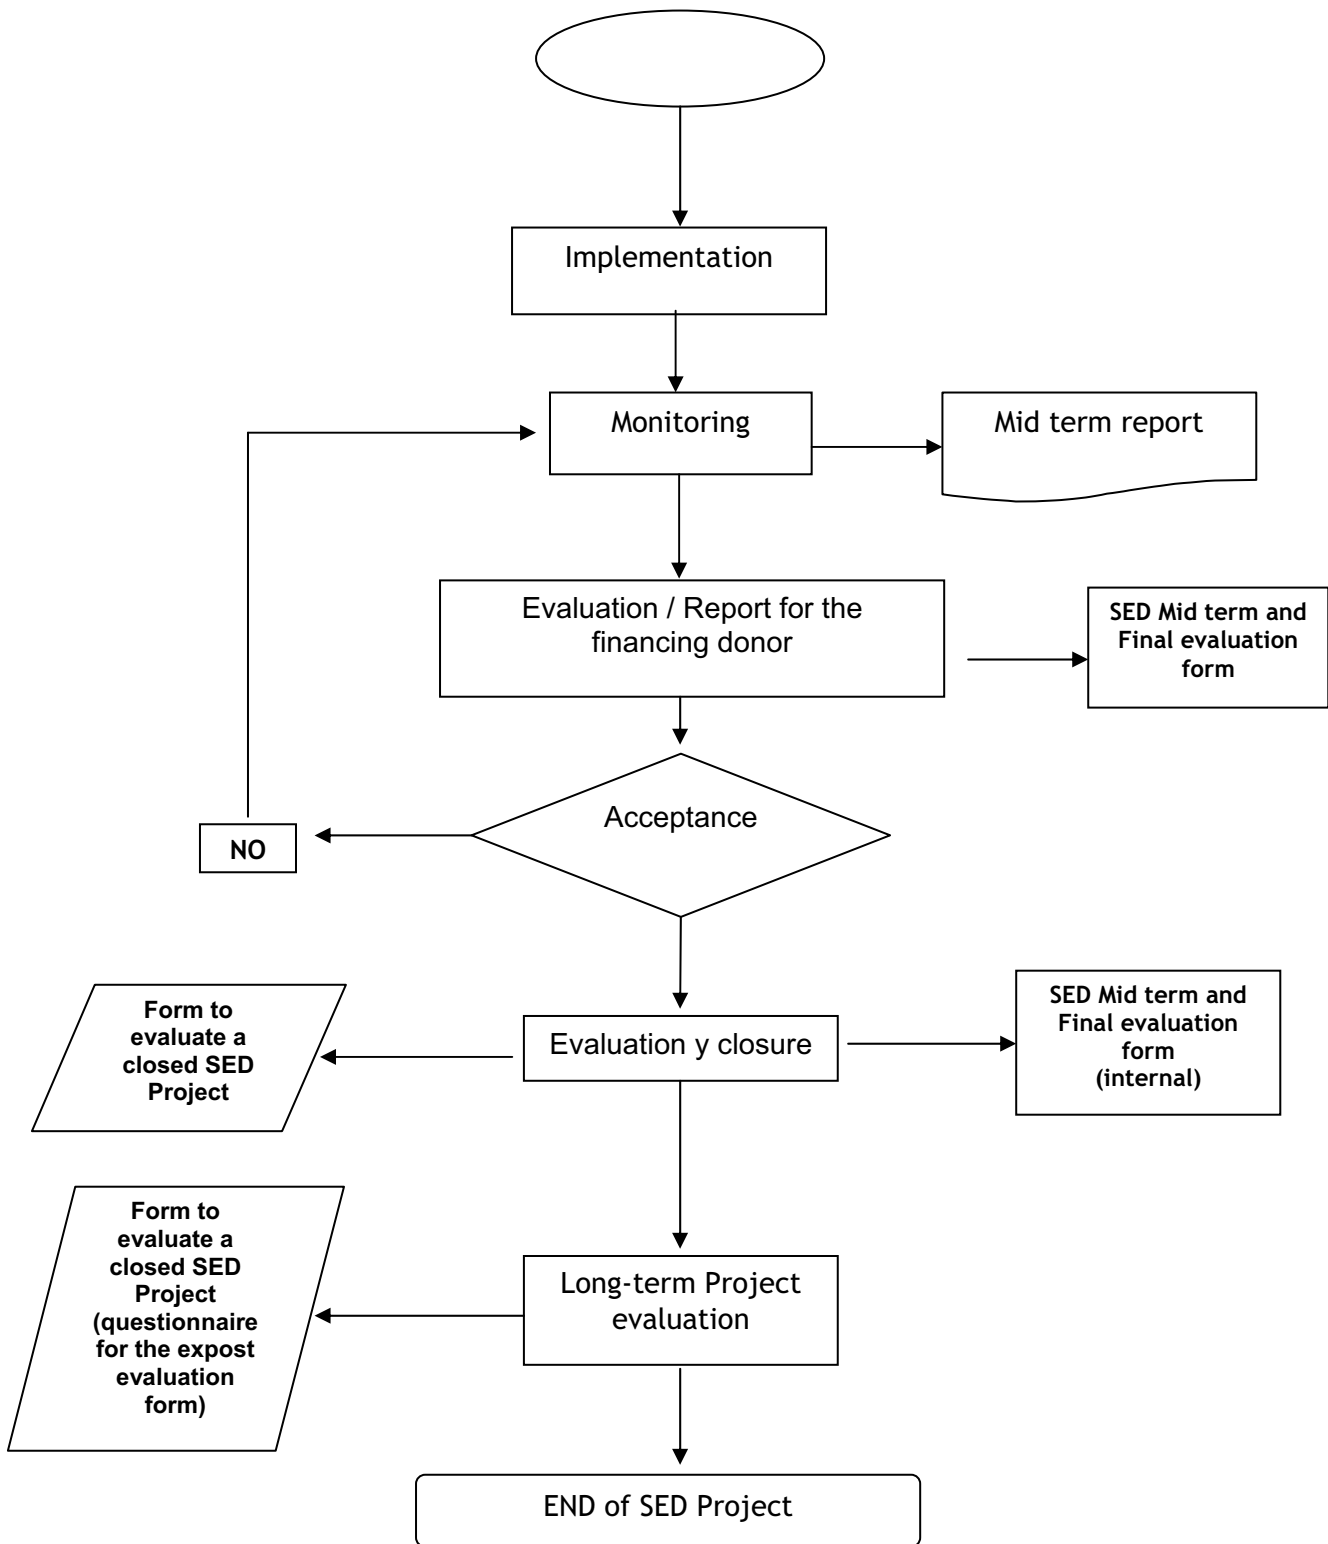 Implementation
Monitoring
Mid term report
Evaluation / Report for the
financing donor
SED Mid term and
Final evaluation
form
Acceptance
NO
Form to
evaluate a
closed SED
Project
Evaluation y closure
SED Mid term and
Final evaluation
form
(internal)
Form to
evaluate a
closed SED
Project
(questionnaire
for the expost
evaluation
form)
Long-term Project
evaluation
END of SED Project